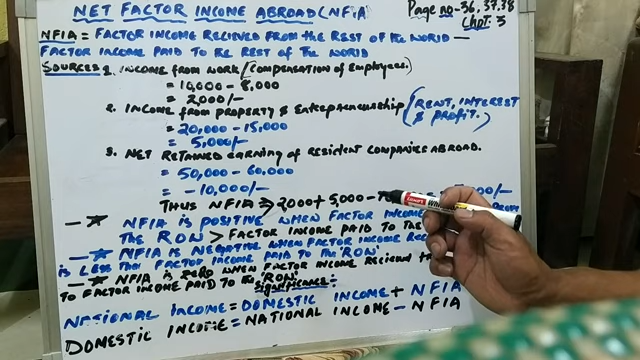 NET FACTOR INCOME ABROAD (NFIA
Page no-36,37,38
Chpt. 5
NFIA = FACTOR INCOME RECIEVED FROM THE REST OF THE WORLD —
FACTOR INCOME PAID TO THE REST OF THE WORLD
SOURCES 1. INCOME FROM WORK [COMPENSATION OF EMPLOYEES.)
= 10,000 - 8,000
= 2,000/-
2. INCOME FROM PROPERTY & ENTREPRENEURSHIP (RENT, INTEREST & PROFIT.)
= 20,000 - 15,000
= 5,000/-
3. NET RETAINED EARNING OF RESIDENT COMPANIES ABROAD.
= 50,000 - 60,000
= -10,000/-
THUS NFIA ⇒ 2000 + 5,000 -
— ★ NFIA IS POSITIVE WHEN FACTOR INCOME
THE ROW > FACTOR INCOME PAID TO THE
— ★ NFIA IS NEGATIVE WHEN FACTOR INCOME
IS LESS THAN FACTOR INCOME PAID TO THE 'ROW'
— ★ NFIA IS ZERO WHEN FACTOR INCOME
TO FACTOR INCOME PAID TO THE 'ROW'
Significance:-
NATIONAL INCOME = DOMESTIC INCOME + NFIA
DOMESTIC INCOME = NATIONAL INCOME - NFIA